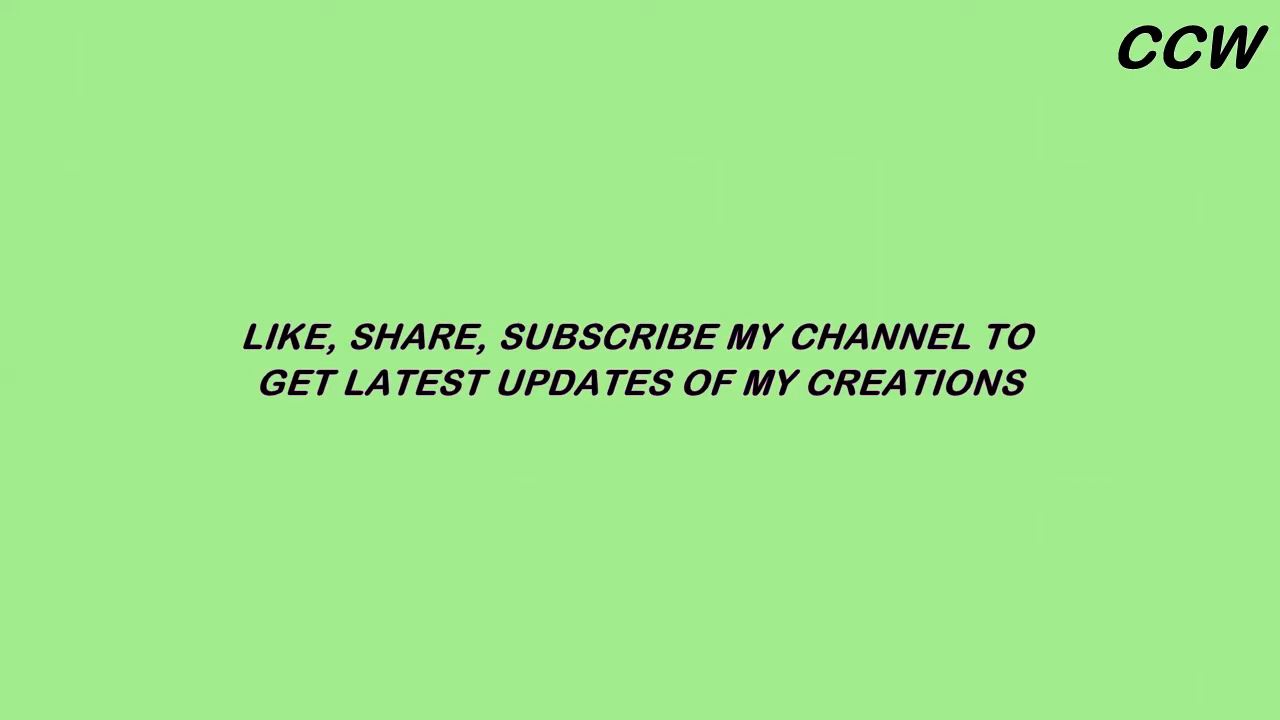 CCW
LIKE, SHARE, SUBSCRIBE MY CHANNEL TO
GET LATEST UPDATES OF MY CREATIONS